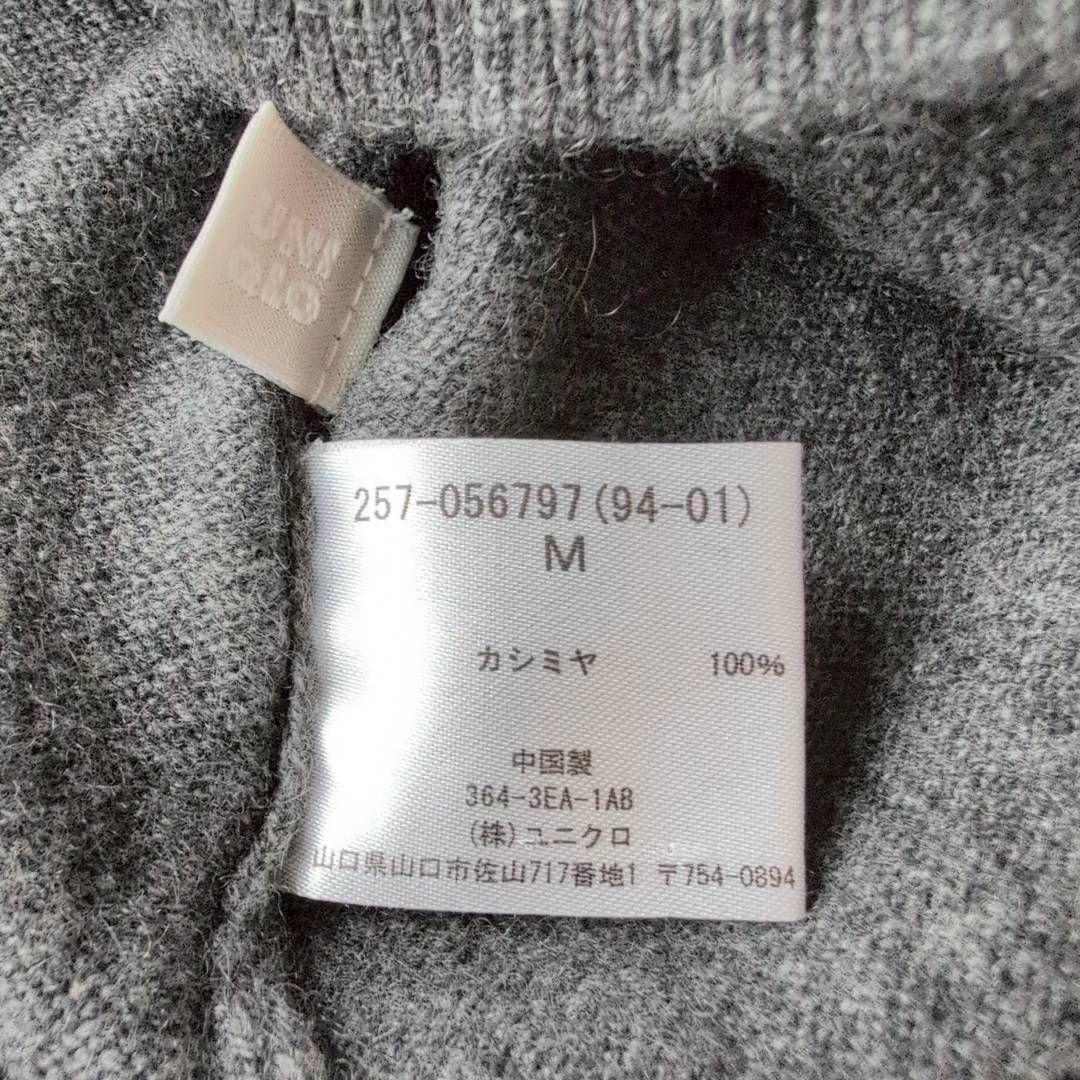 UNI
QLO
257-056797(94-01)
M
カシミヤ 100%
中国製
364-3EA-1AB
(株)ユニクロ
山口県山口市佐山717番地1 〒754-0894